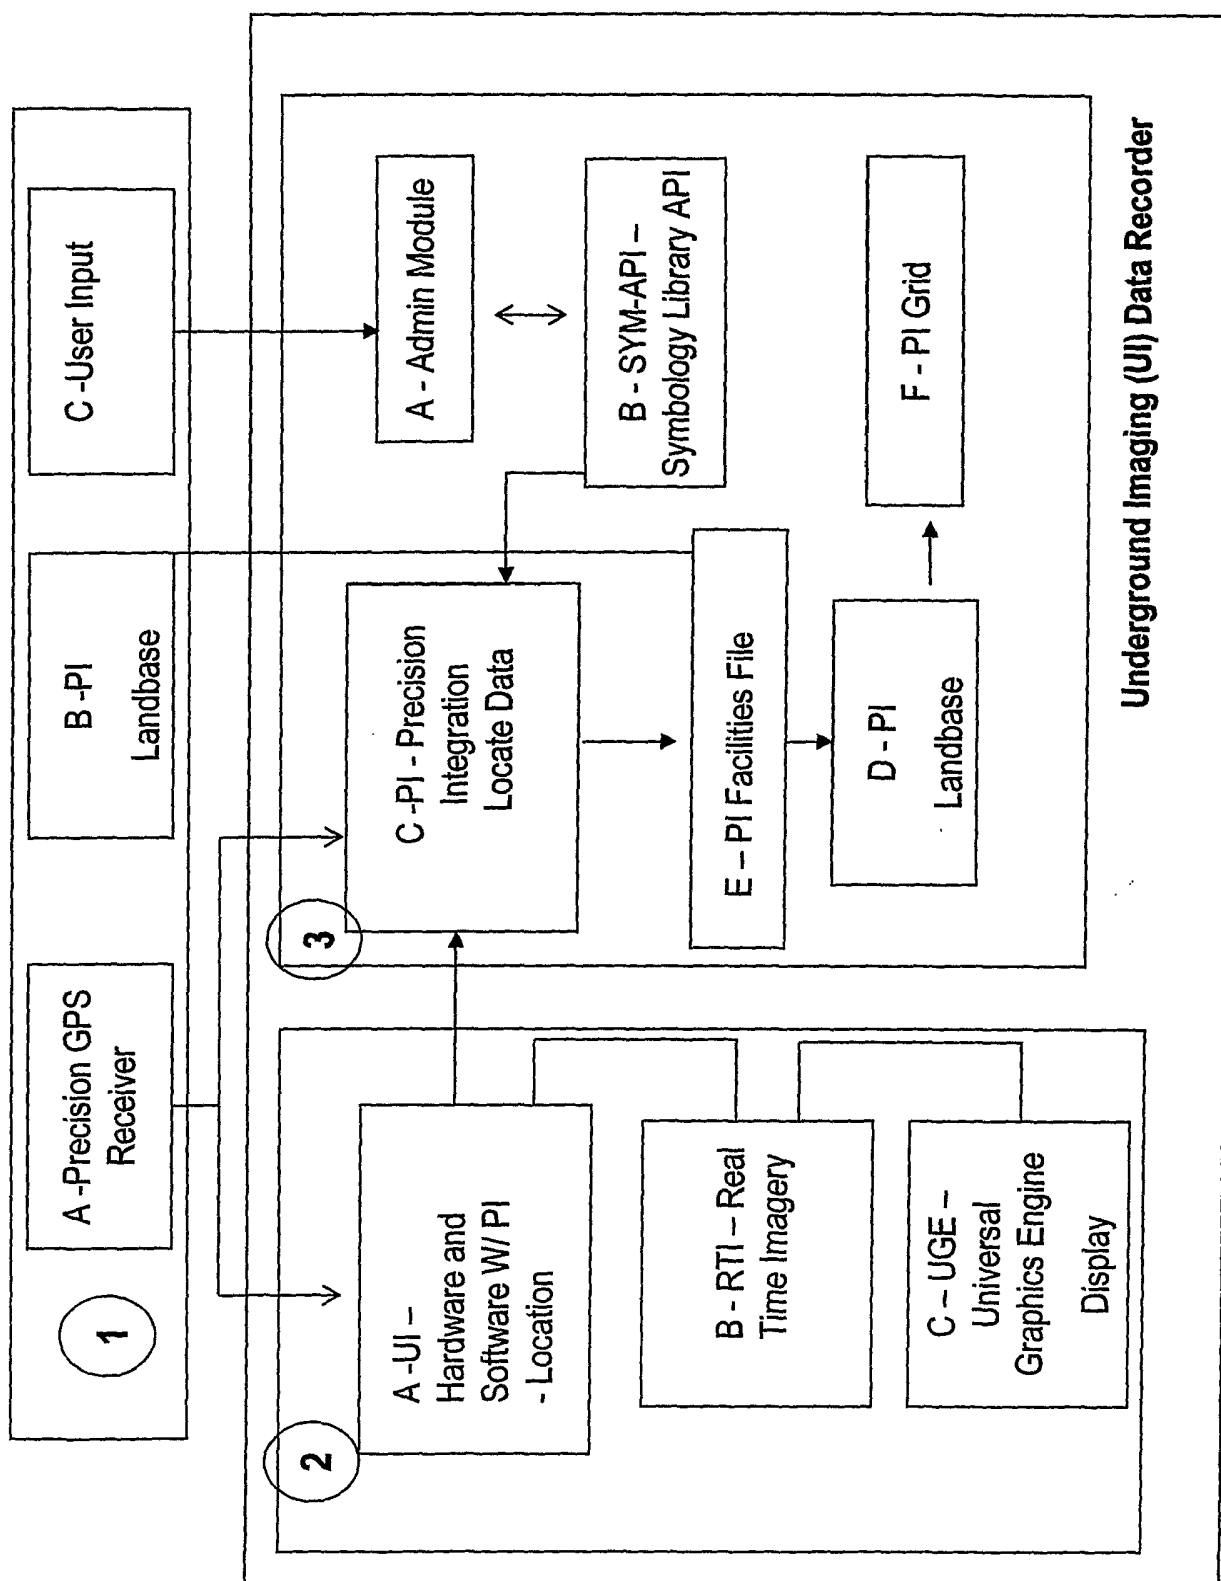 1
A -Precision GPS
Receiver
B -PI
Landbase
C -User Input
2
A -UI –
Hardware and
Software W/ PI
- Location
B - RTI – Real
Time Imagery
C – UGE –
Universal
Graphics Engine
Display
3
C -PI - Precision
Integration
Locate Data
A - Admin Module
B - SYM-API –
Symbology Library API
E – PI Facilities File
D - PI
Landbase
F - PI Grid
Underground Imaging (UI) Data Recorder